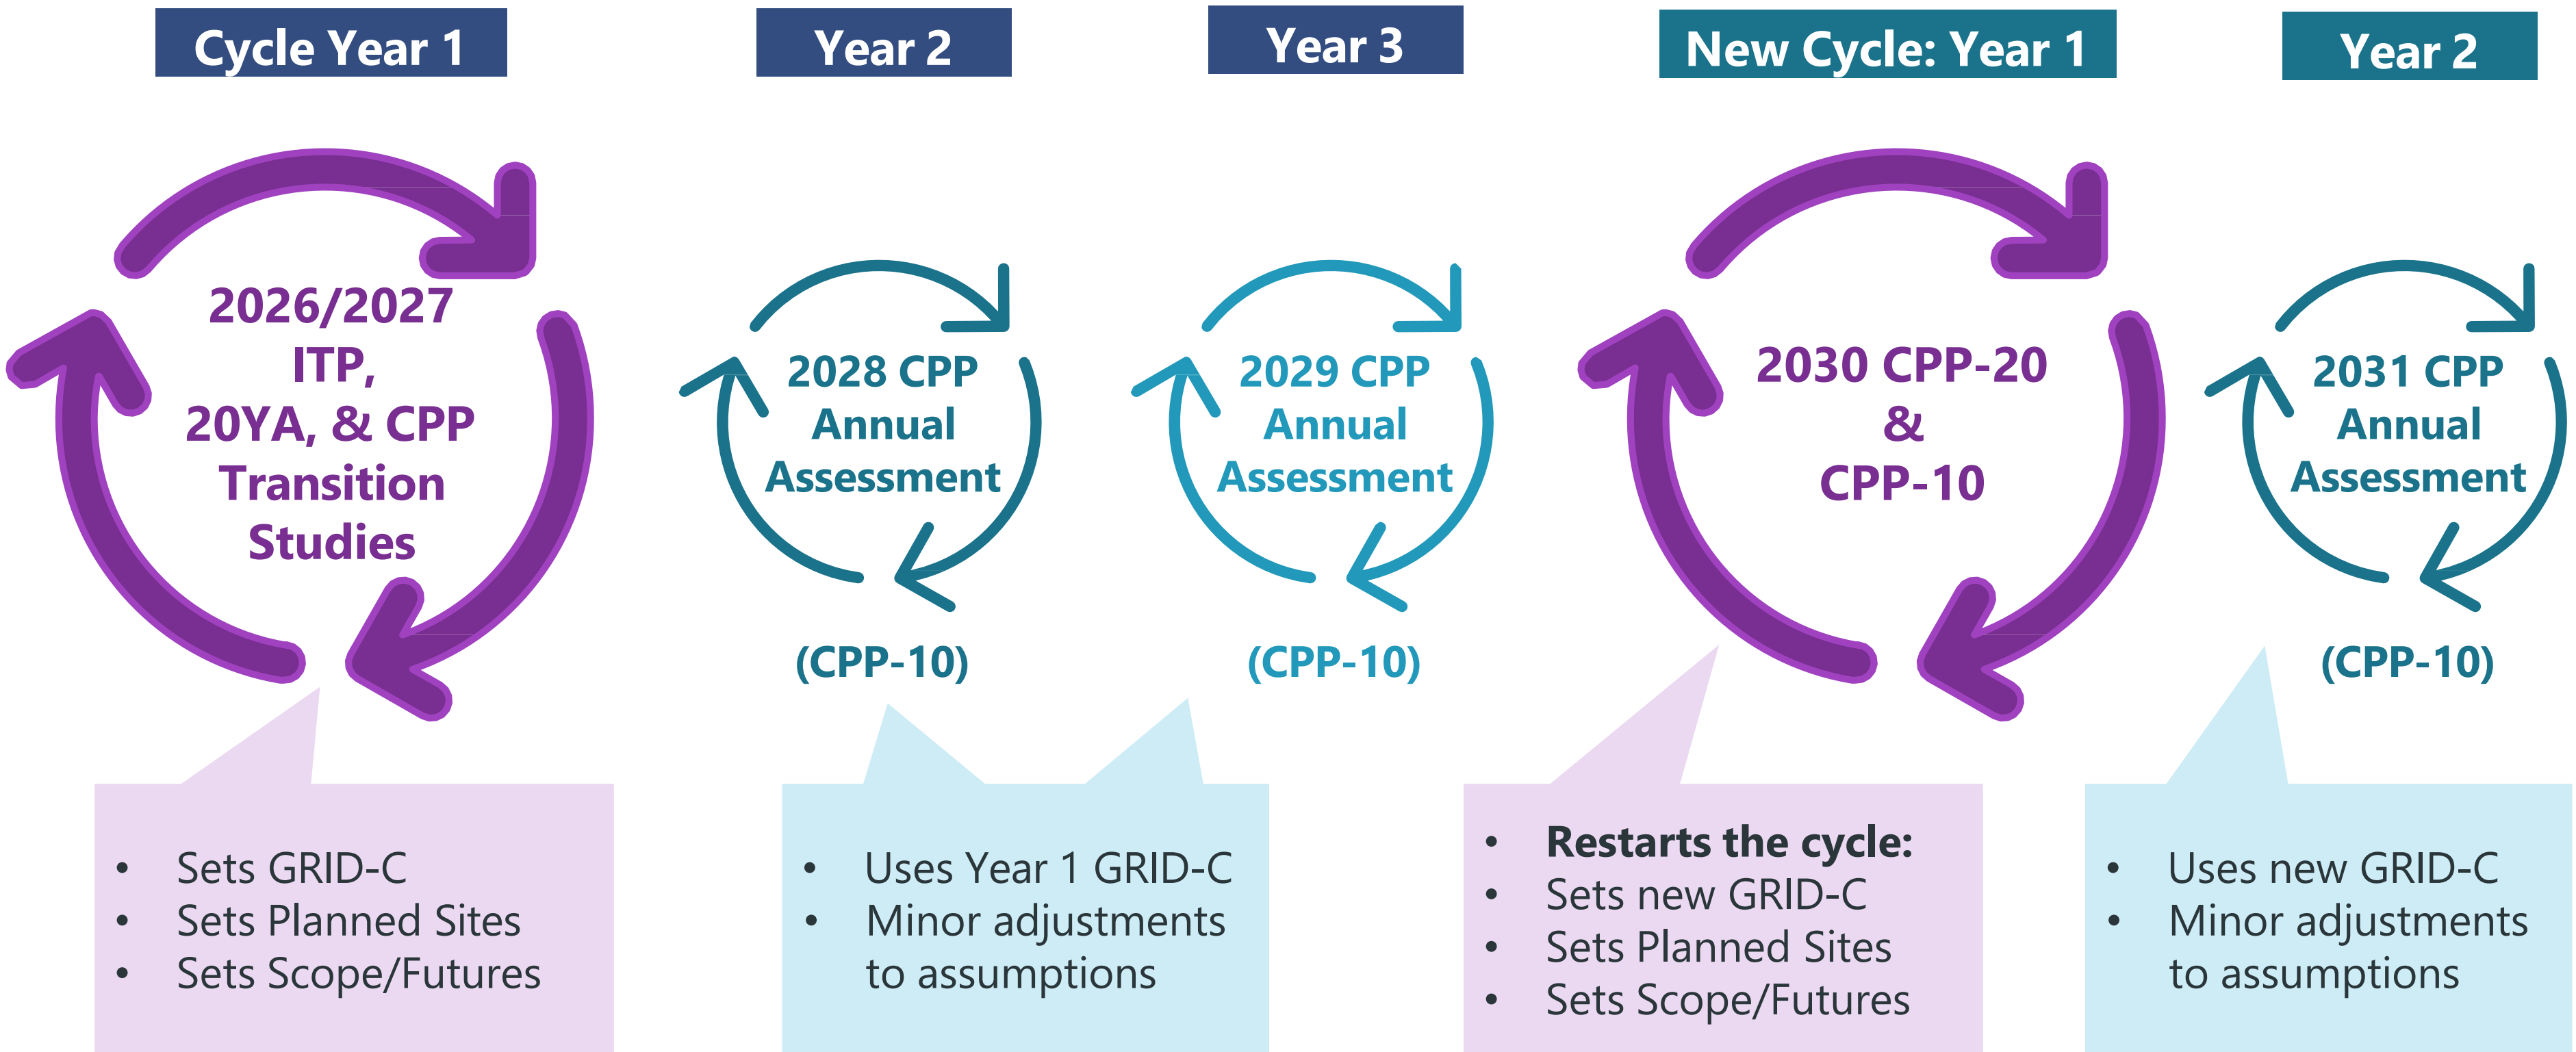 Cycle Year 1
Year 2
Year 3
New Cycle: Year 1
Year 2
2026/2027
ITP,
20YA, & CPP
Transition
Studies
2028 CPP
Annual
Assessment
(CPP-10)
2029 CPP
Annual
Assessment
(CPP-10)
2030 CPP-20
&
CPP-10
2031 CPP
Annual
Assessment
(CPP-10)
• Sets GRID-C
• Sets Planned Sites
• Sets Scope/Futures
• Uses Year 1 GRID-C
• Minor adjustments
to assumptions
• Restarts the cycle:
• Sets new GRID-C
• Sets Planned Sites
• Sets Scope/Futures
• Uses new GRID-C
• Minor adjustments
to assumptions